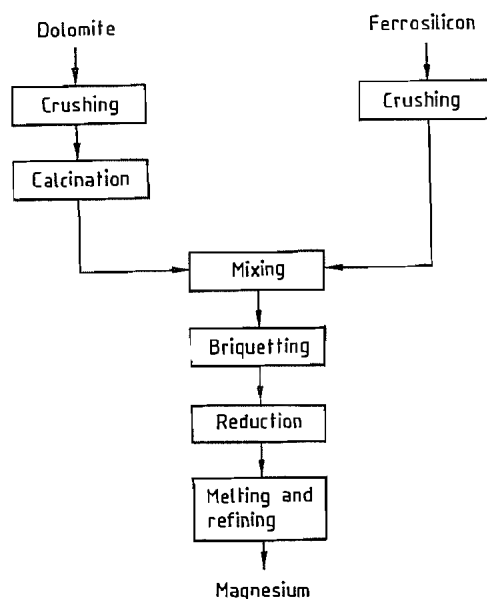 Dolomite
Ferrosilicon
Crushing
Crushing
Calcination
Mixing
Briquetting
Reduction
Melting and
refining
Magnesium